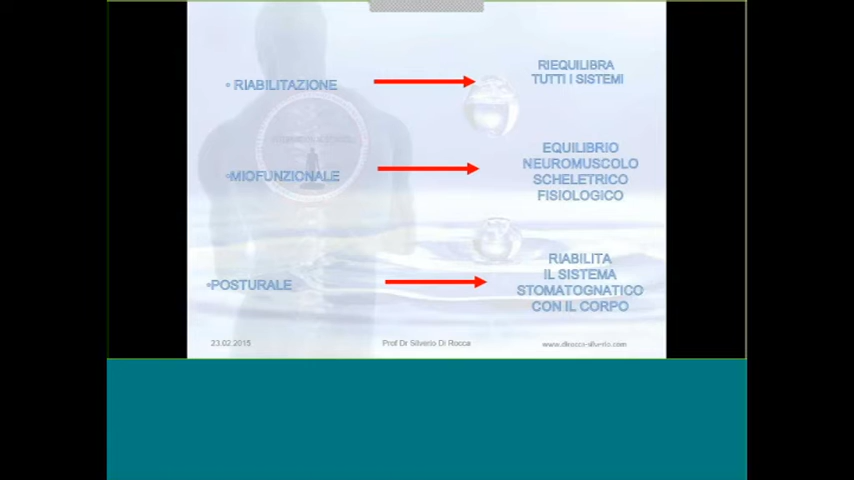 • RIABILITAZIONE
RIEQUILIBRA
TUTTI I SISTEMI
•MIOFUNZIONALE
EQUILIBRIO
NEUROMUSCOLO
SCHELETRICO
FISIOLOGICO
•POSTURALE
RIABILITA
IL SISTEMA
STOMATOGNATICO
CON IL CORPO
23.02.2015
Prof Dr Silverio Di Rocca